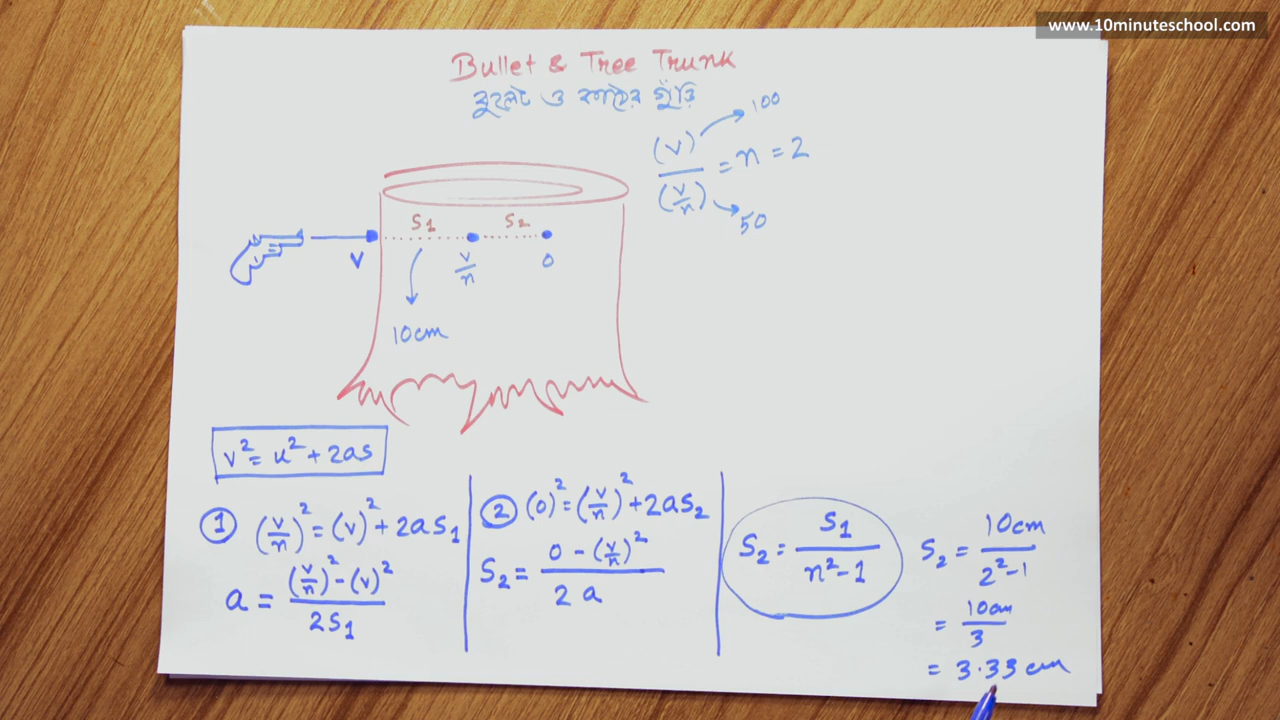 www.10minuteschool.com
Bullet & Tree Trunk
বুলেট ও কাঠের গুঁড়ি
(v)/(v/n) = n = 2
100
50
S1 S2
v v/n 0
10cm
v² = u² + 2as
① (v/n)² = (v)² + 2aS₁
a = ((v/n)² - (v)²)/2S₁
② (0)² = (v/n)² + 2aS₂
S₂ = (0 - (v/n)²)/2a
S₂ = S₁/(n² - 1)
S₂ = 10cm/(2² - 1)
= 10cm/3
= 3.33 cm